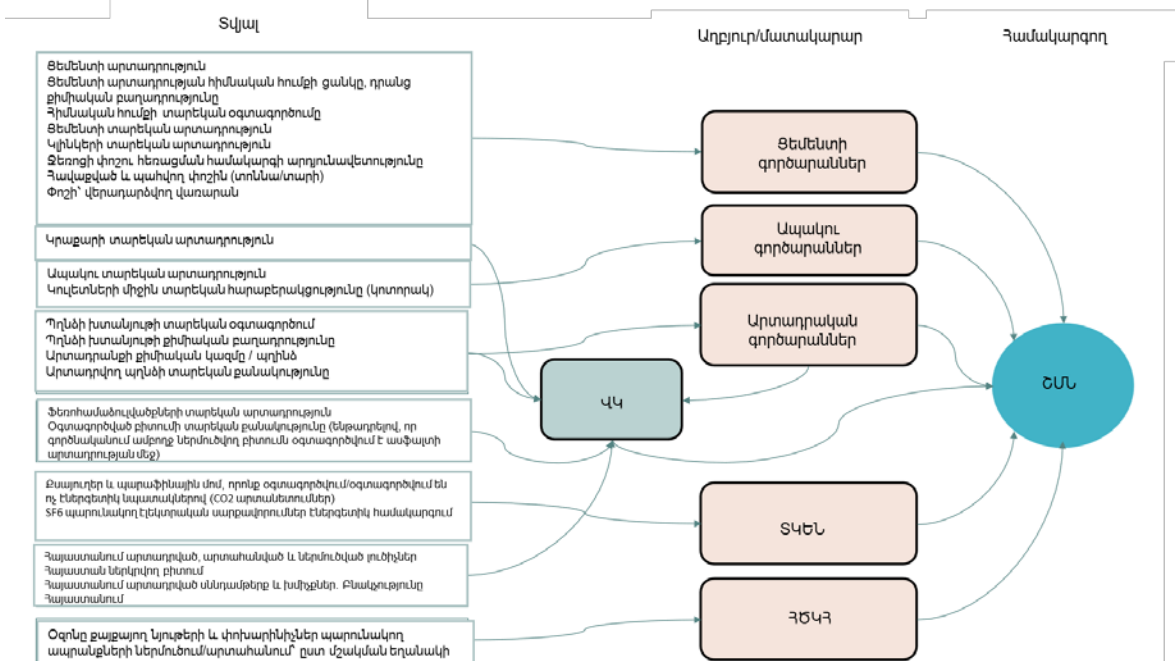 Տվյալ
Աղբյուր/մատակարար
Համակարգող
Ցեմենտի արտադրություն
Ցեմենտի արտադրության հիմնական հումքի ցանկը, դրանց
քիմիական բաղադրությունը
Հիմնական հումքի տարեկան օգտագործումը
Ցեմենտի տարեկան արտադրություն
Կլինկերի տարեկան արտադրություն
Ջեռոցի փոշու հեռացման համակարգի արդյունավետությունը
Հավաքված և պահվող փոշին (տոննա/տարի)
Փոշի՝ վերադարձվող վառարան
Կրաքարի տարեկան արտադրություն
Ապակու տարեկան արտադրություն
Կուլետների միջին տարեկան հարաբերակցությունը (կոտորակ)
Պղնձի խտանյութի տարեկան օգտագործում
Պղնձի խտանյութի քիմիական բաղադրությունը
Արտադրանքի քիմիական կազմը / պղինձ
Արտադրվող պղնձի տարեկան քանակությունը
Ֆեռոհամաձուլվածքների տարեկան արտադրություն
Օգտագործված բիտումի տարեկան քանակությունը (ենթադրելով, որ
գործնականում ամբողջ ներմուծվող բիտումն օգտագործվում է ասֆալտի
արտադրության մեջ)
Քսայուղեր և պարաֆինային մոմ, որոնք օգտագործվում/օգտագործվում են
ոչ էներգետիկ նպատակներով (CO2 արտանետումներ)
SF6 պարունակող էլեկտրական սարքավորումներ էներգետիկ համակարգում
Հայաստանում արտադրված, արտահանված և ներմուծված լուծիչներ
Հայաստան ներկրվող բիտում
Հայաստանում արտադրված սննդամթերք և խմիչքներ. Բնակչությունը
Հայաստանում
Օզոնը քայքայող նյութերի և փոխարինիչներ պարունակող
ապրանքների ներմուծում/արտահանում՝ ըստ մշակման եղանակի
Ցեմենտի
գործարաններ
Ապակու
գործարաններ
Արտադրական
գործարաններ
ՎԿ
ՏԿԵՆ
ՀԾԿՀ
ՇՄՆ